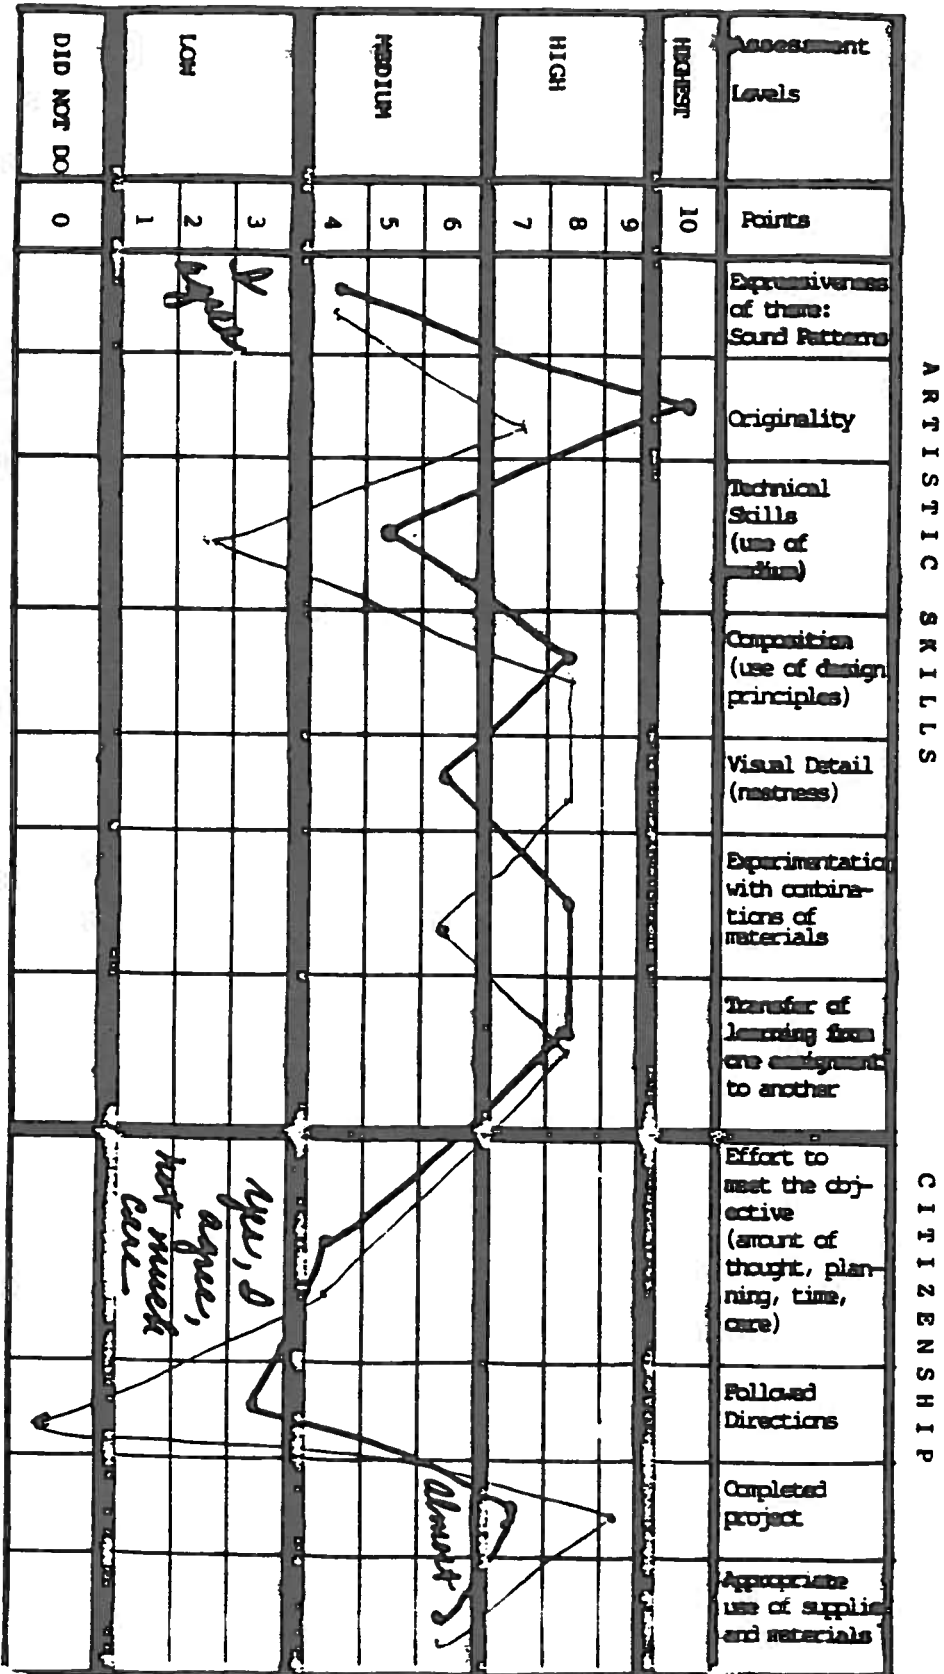 ARTISTIC SKILLS
CITIZENSHIP
Assessment
Levels
Points
Expressiveness
of theme:
Sound Patterns
Originality
Technical
Skills
(use of
medium)
Composition
(use of design
principles)
Visual Detail
(neatness)
Experimentation
with combina-
tions of
materials
Transfer of
learning from
one assignment
to another
Effort to
meet the obj-
ective
(amount of
thought, plan-
ning, time,
care)
Followed
Directions
Completed
project
Appropriate
use of supplies
and materials
HIGHEST
10
HIGH
9
8
7
MEDIUM
6
5
4
LOW
3
2
1
DID NOT DO
0
I
agree
yes, I
agree,
not much
care
almost